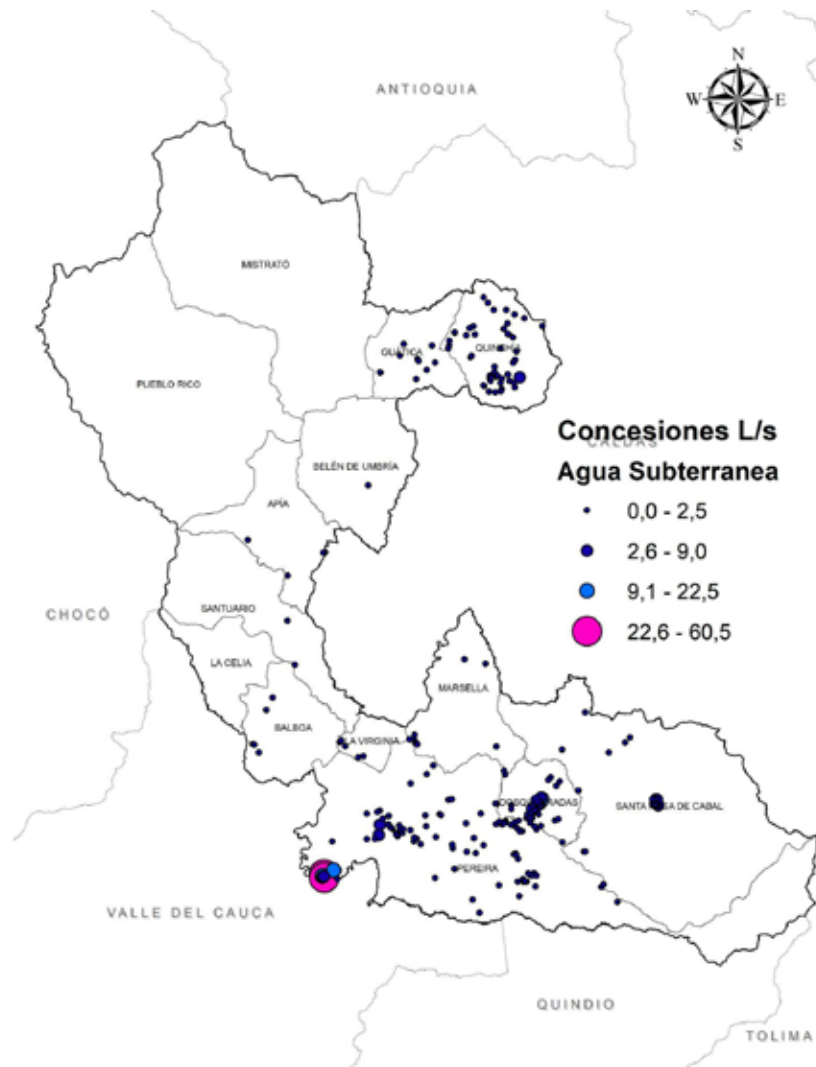 ANTIOQUIA
N
W
E
S
MISTRATÓ
GUÁTICA
QUINCHÍA
PUEBLO RICO
CALDAS
Concesiones L/s
Agua Subterranea
0,0 - 2,5
2,6 - 9,0
9,1 - 22,5
22,6 - 60,5
BELÉN DE UMBRÍA
APÍA
CHOCÓ
SANTUARIO
LA CELIA
MARSELLA
BALBOA
LA VIRGINIA
DOSQUEBRADAS
SANTA ROSA DE CABAL
PEREIRA
VALLE DEL CAUCA
QUINDIO
TOLIMA